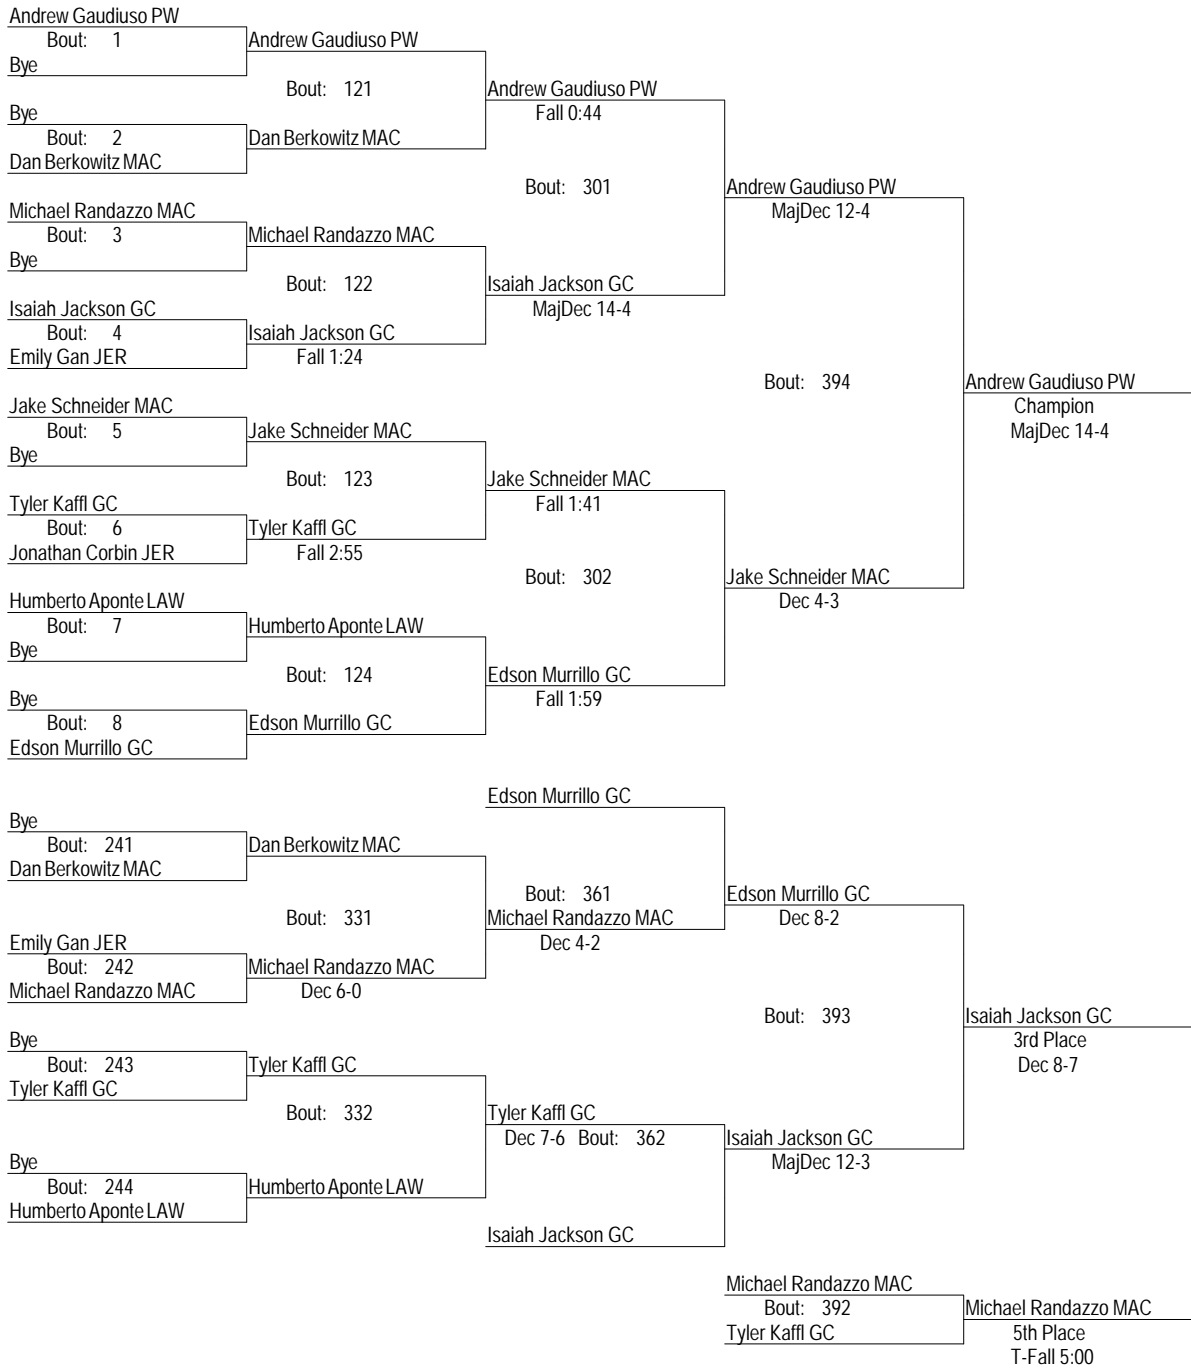 Andrew Gaudiuso PW
Bout: 1 Andrew Gaudiuso PW
Bye
Bout: 121 Andrew Gaudiuso PW
Bye Fall 0:44
Bout: 2 Dan Berkowitz MAC
Dan Berkowitz MAC
Bout: 301 Andrew Gaudiuso PW
Michael Randazzo MAC MajDec 12-4
Bout: 3 Michael Randazzo MAC
Bye
Bout: 122 Isaiah Jackson GC
Isaiah Jackson GC MajDec 14-4
Bout: 4 Isaiah Jackson GC
Emily Gan JER Fall 1:24
Bout: 394 Andrew Gaudiuso PW
Jake Schneider MAC Champion
Bout: 5 Jake Schneider MAC MajDec 14-4
Bye
Bout: 123 Jake Schneider MAC
Tyler Kaffl GC Fall 1:41
Bout: 6 Tyler Kaffl GC
Jonathan Corbin JER Fall 2:55
Bout: 302 Jake Schneider MAC
Humberto Aponte LAW Dec 4-3
Bout: 7 Humberto Aponte LAW
Bye
Bout: 124 Edson Murrillo GC
Bye Fall 1:59
Bout: 8 Edson Murrillo GC
Edson Murrillo GC
Edson Murrillo GC
Bye
Bout: 241 Dan Berkowitz MAC
Dan Berkowitz MAC
Bout: 361 Edson Murrillo GC
Bout: 331 Michael Randazzo MAC Dec 8-2
Emily Gan JER Dec 4-2
Bout: 242 Michael Randazzo MAC
Michael Randazzo MAC Dec 6-0
Bout: 393 Isaiah Jackson GC
Bye 3rd Place
Bout: 243 Tyler Kaffl GC Dec 8-7
Tyler Kaffl GC
Bout: 332 Tyler Kaffl GC
Dec 7-6 Bout: 362 Isaiah Jackson GC
Bye MajDec 12-3
Bout: 244 Humberto Aponte LAW
Humberto Aponte LAW
Isaiah Jackson GC
Michael Randazzo MAC
Bout: 392 Michael Randazzo MAC
Tyler Kaffl GC 5th Place
T-Fall 5:00